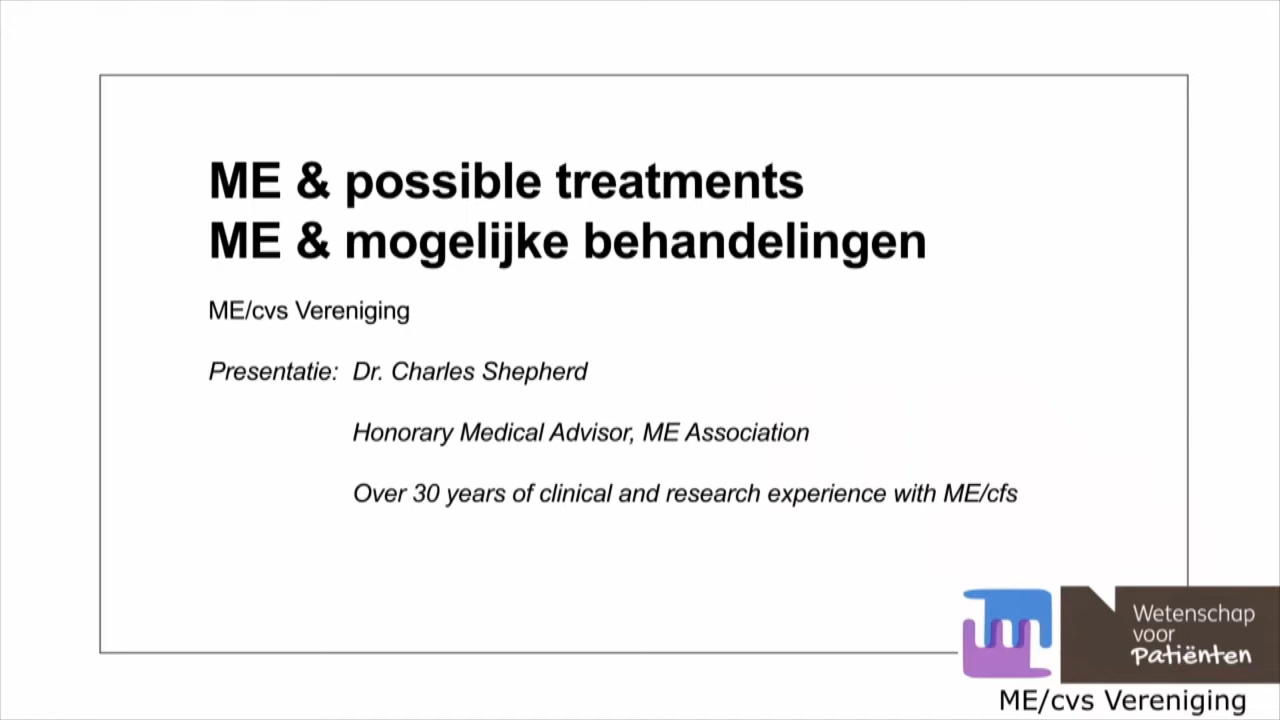 ME & possible treatments
ME & mogelijke behandelingen
ME/cvs Vereniging
Presentatie: Dr. Charles Shepherd
Honorary Medical Advisor, ME Association
Over 30 years of clinical and research experience with ME/cfs
Wetenschap
voor
Patiënten
ME/cvs Vereniging